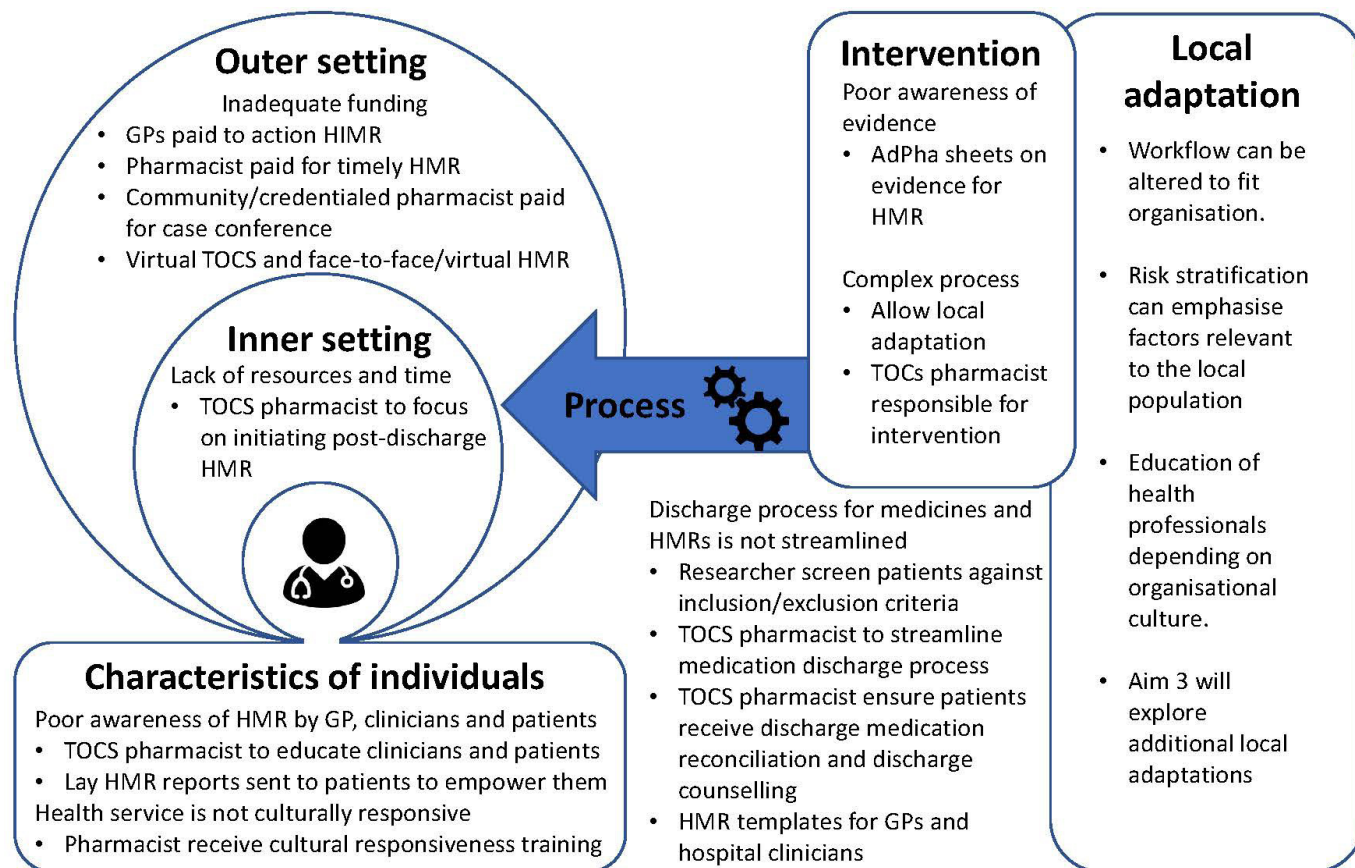 Outer setting
Inadequate funding
• GPs paid to action HIMR
• Pharmacist paid for timely HMR
• Community/credentialed pharmacist paid
for case conference
• Virtual TOCS and face-to-face/virtual HMR
Inner setting
Lack of resources and time
• TOCS pharmacist to focus
on initiating post-discharge
HMR
Characteristics of individuals
Poor awareness of HMR by GP, clinicians and patients
• TOCS pharmacist to educate clinicians and patients
• Lay HMR reports sent to patients to empower them
Health service is not culturally responsive
• Pharmacist receive cultural responsiveness training
Process
Discharge process for medicines and
HMRs is not streamlined
• Researcher screen patients against
inclusion/exclusion criteria
• TOCS pharmacist to streamline
medication discharge process
• TOCS pharmacist ensure patients
receive discharge medication
reconciliation and discharge
counselling
• HMR templates for GPs and
hospital clinicians
Intervention
Poor awareness of
evidence
• AdPha sheets on
evidence for
HMR
Complex process
• Allow local
adaptation
• TOCs pharmacist
responsible for
intervention
Local
adaptation
• Workflow can be
altered to fit
organisation.
• Risk stratification
can emphasise
factors relevant
to the local
population
• Education of
health
professionals
depending on
organisational
culture.
• Aim 3 will
explore
additional local
adaptations